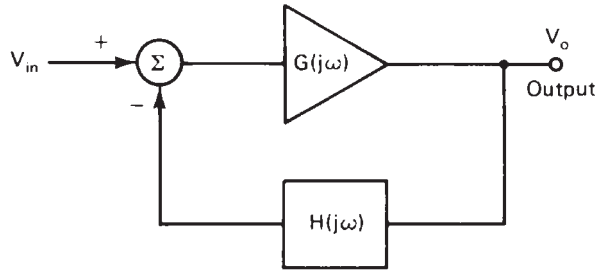 V_o
+
V_in
Σ
G(jω)
Output
−
H(jω)